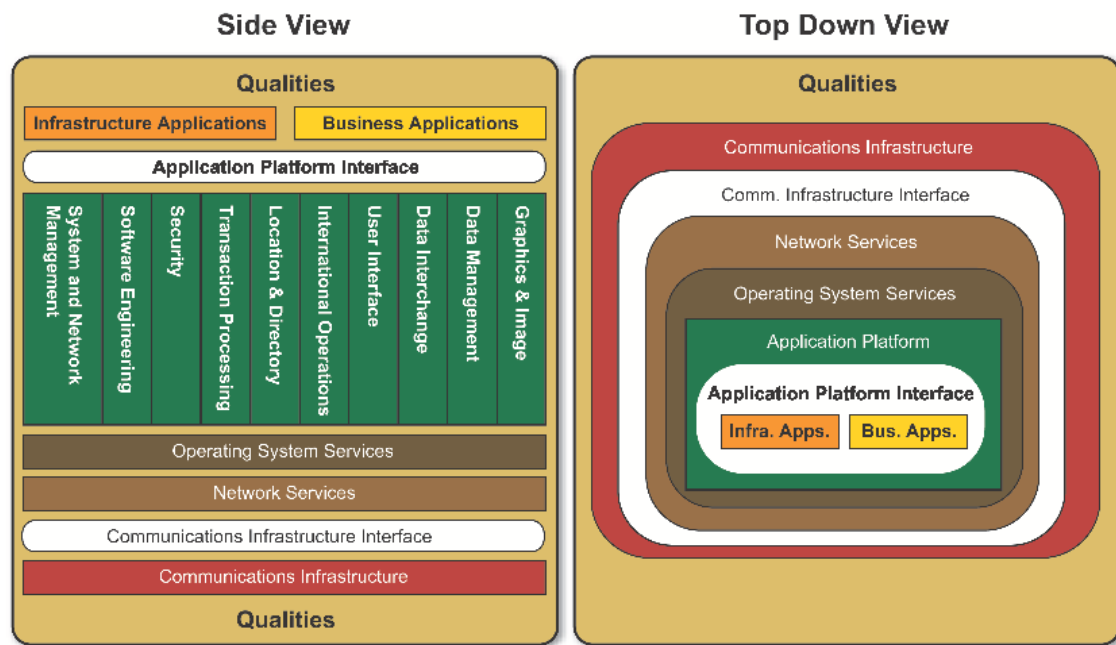 Side View
Qualities
Infrastructure Applications
Business Applications
Application Platform Interface
System and Network
Management
Software Engineering
Security
Transaction Processing
Location & Directory
International Operations
User Interface
Data Interchange
Data Management
Graphics & Image
Operating System Services
Network Services
Communications Infrastructure Interface
Communications Infrastructure
Qualities
Top Down View
Qualities
Communications Infrastructure
Comm. Infrastructure Interface
Network Services
Operating System Services
Application Platform
Application Platform Interface
Infra. Apps.
Bus. Apps.